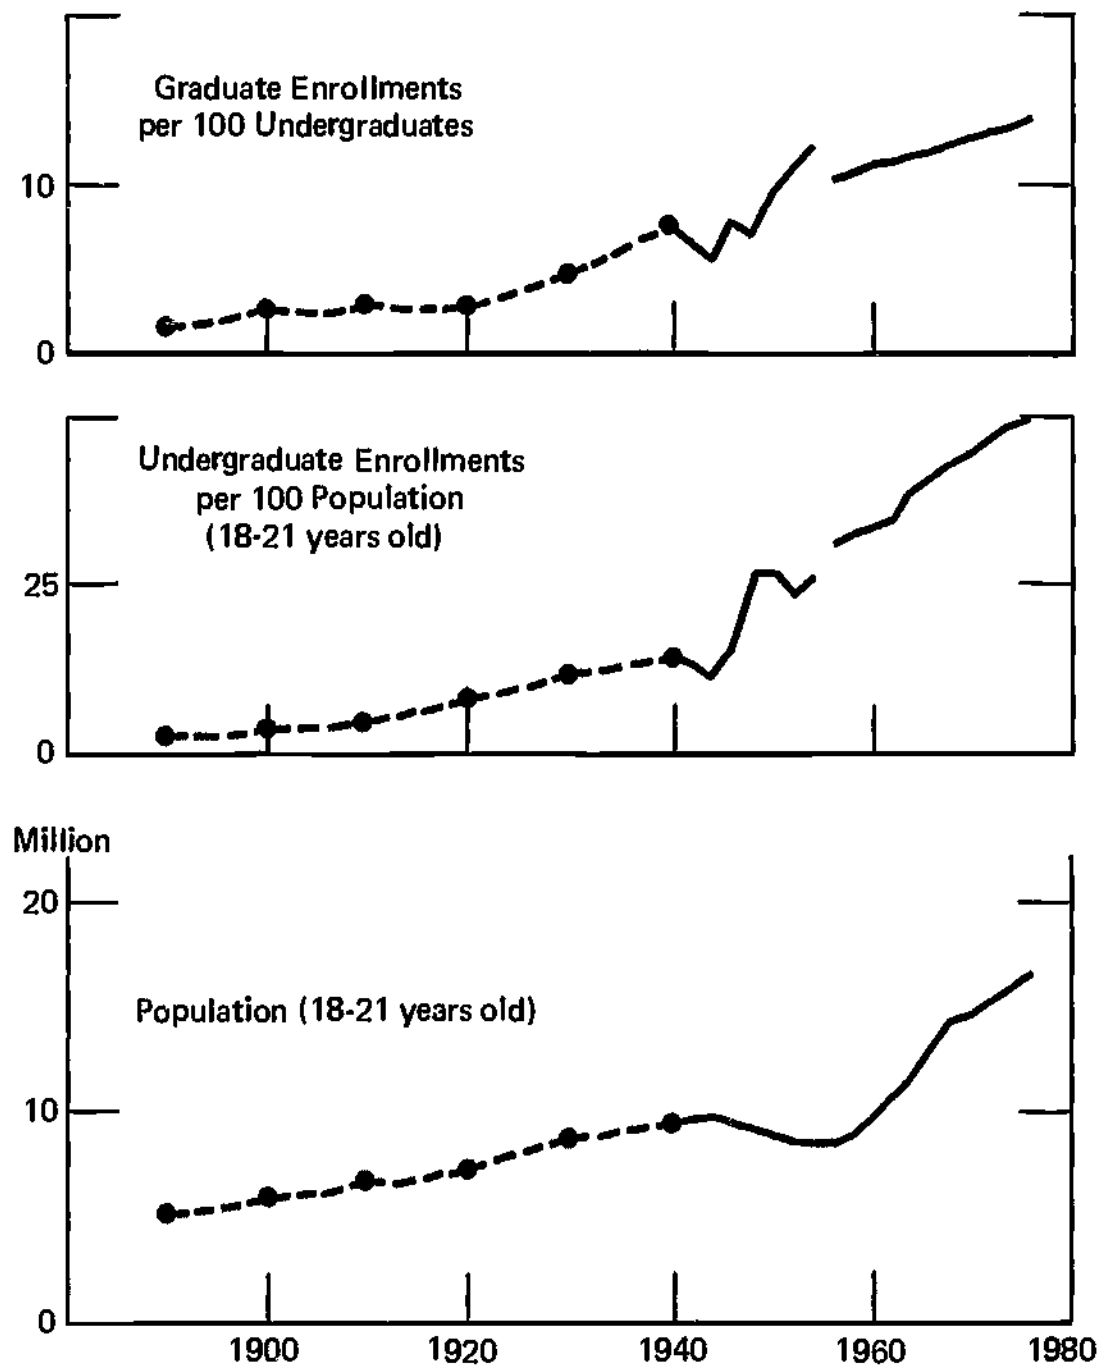 Graduate Enrollments
per 100 Undergraduates
10
0
Undergraduate Enrollments
per 100 Population
(18-21 years old)
25
0
Million
20
Population (18-21 years old)
10
0
1900 1920 1940 1960 1980